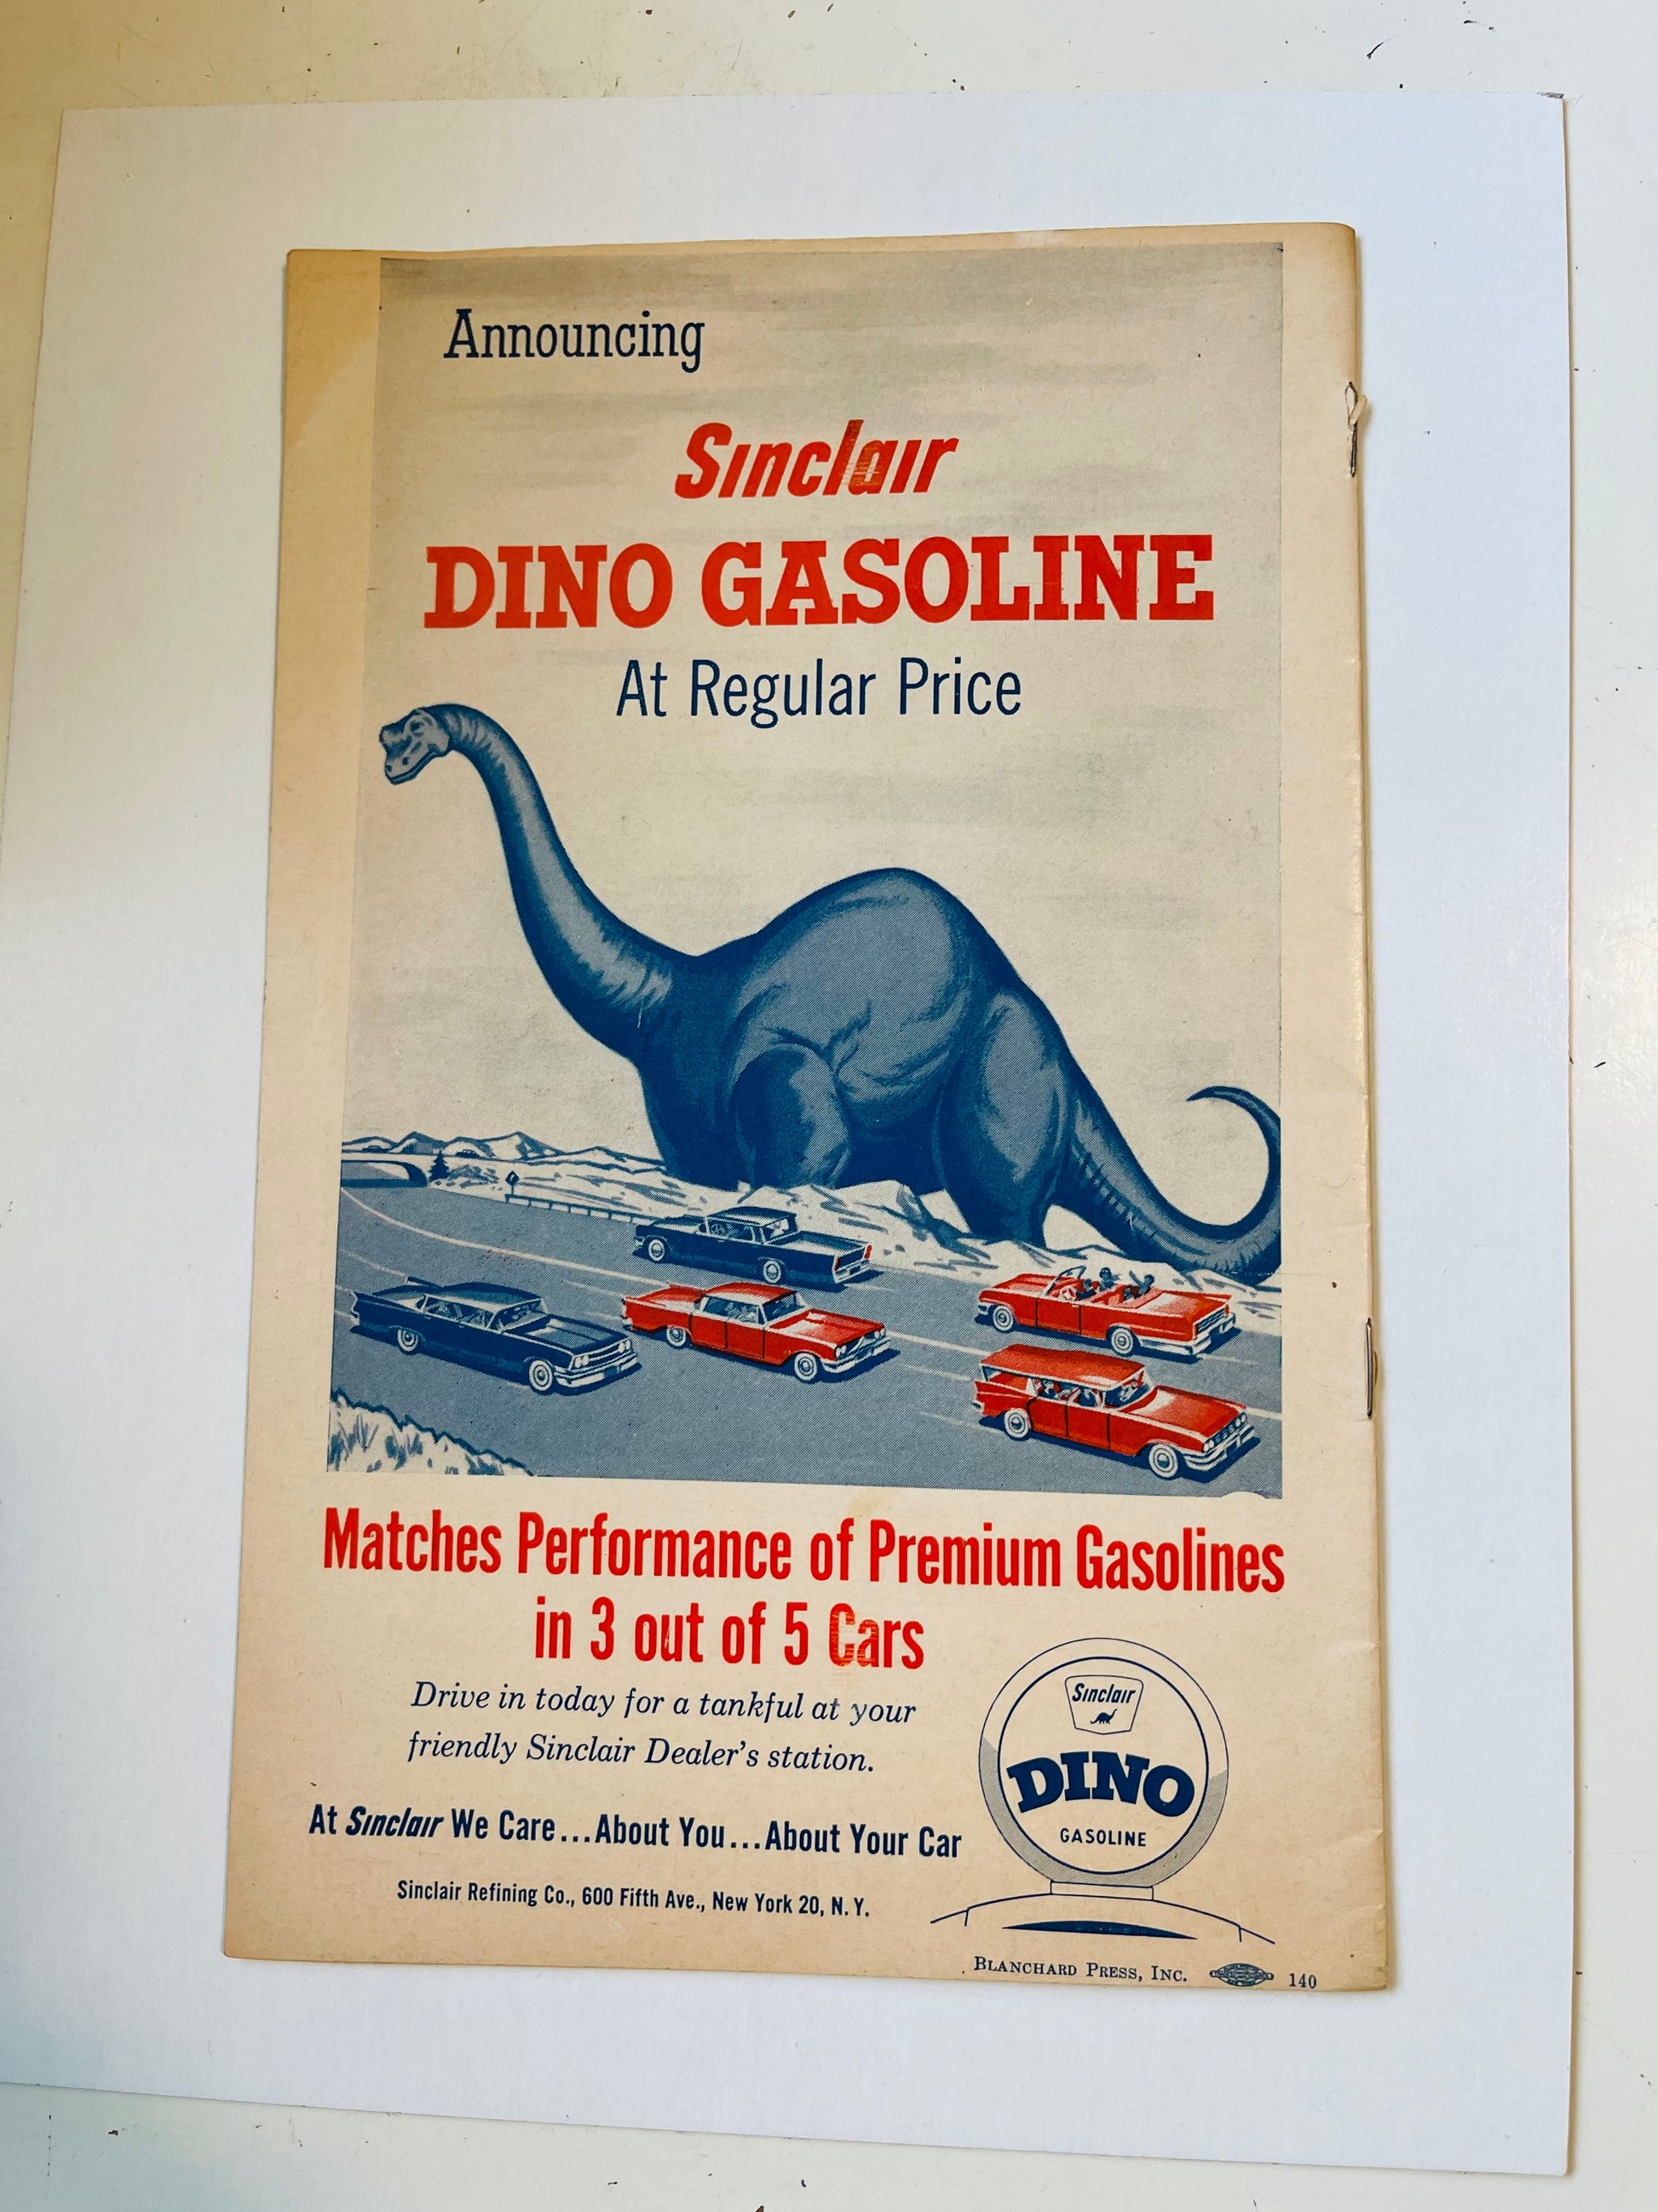 Announcing
Sinclair
DINO GASOLINE
At Regular Price
Matches Performance of Premium Gasolines
in 3 out of 5 Cars
Drive in today for a tankful at your
friendly Sinclair Dealer's station.
At Sinclair We Care...About You...About Your Car
Sinclair Refining Co., 600 Fifth Ave., New York 20, N. Y.
Sinclair
DINO
GASOLINE
BLANCHARD PRESS, INC. 140